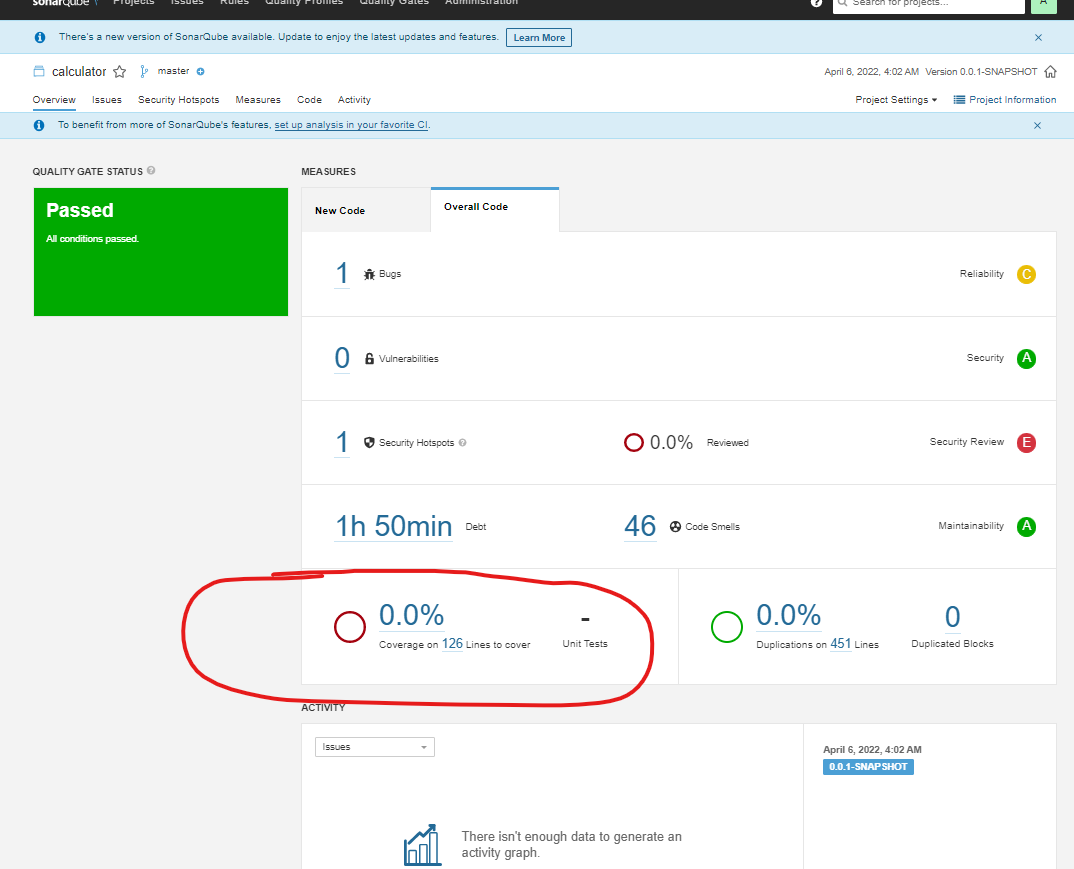 sonarqube Projects Issues Rules Quality Profiles Quality Gates Administration ? Search for projects... A
There's a new version of SonarQube available. Update to enjoy the latest updates and features. Learn More
calculator master April 6, 2022, 4:02 AM Version 0.0.1-SNAPSHOT
Overview Issues Security Hotspots Measures Code Activity Project Settings Project Information
To benefit from more of SonarQube's features, set up analysis in your favorite CI.
QUALITY GATE STATUS ?
Passed
All conditions passed.
MEASURES
New Code Overall Code
1 Bugs Reliability C
0 Vulnerabilities Security A
1 Security Hotspots ? 0.0% Reviewed Security Review E
1h 50min Debt 46 Code Smells Maintainability A
0.0% - 0.0% 0
Coverage on 126 Lines to cover Unit Tests Duplications on 451 Lines Duplicated Blocks
ACTIVITY
Issues
April 6, 2022, 4:02 AM
0.0.1-SNAPSHOT
There isn't enough data to generate an
activity graph.